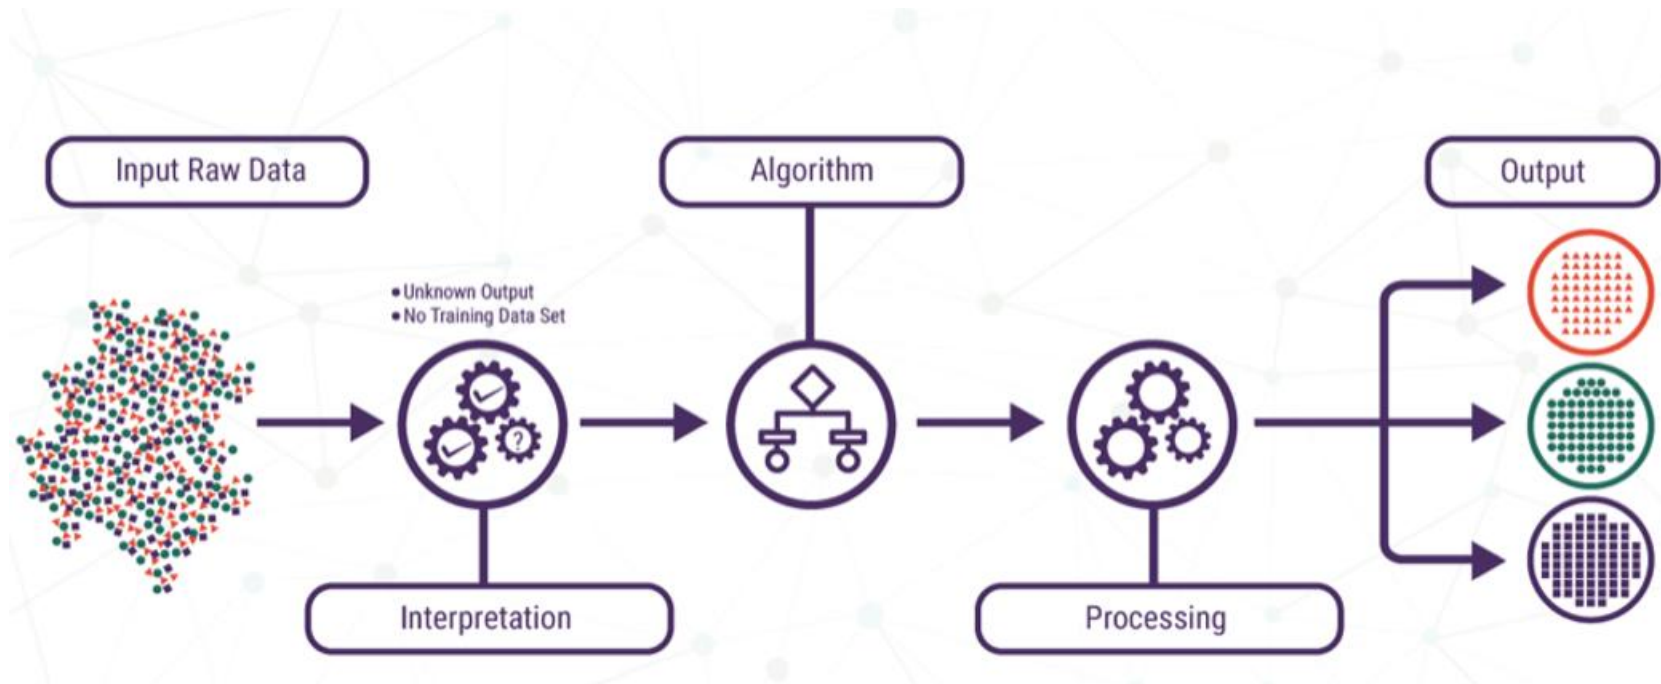 Input Raw Data
Algorithm
Output
• Unknown Output
• No Training Data Set
?
Interpretation
Processing